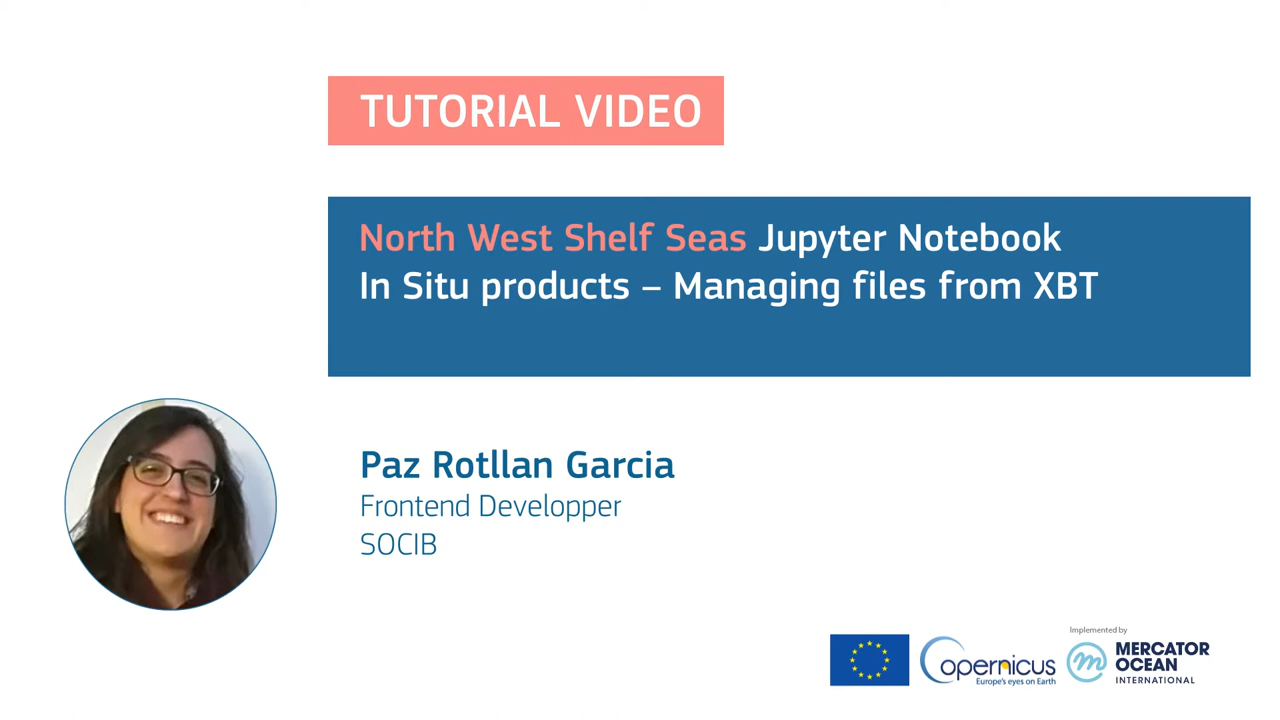 TUTORIAL VIDEO
North West Shelf Seas Jupyter Notebook
In Situ products – Managing files from XBT
Paz Rotllan Garcia
Frontend Developper
SOCIB
Implemented by
opernicus
Europe's eyes on Earth
MERCATOR
OCEAN
INTERNATIONAL